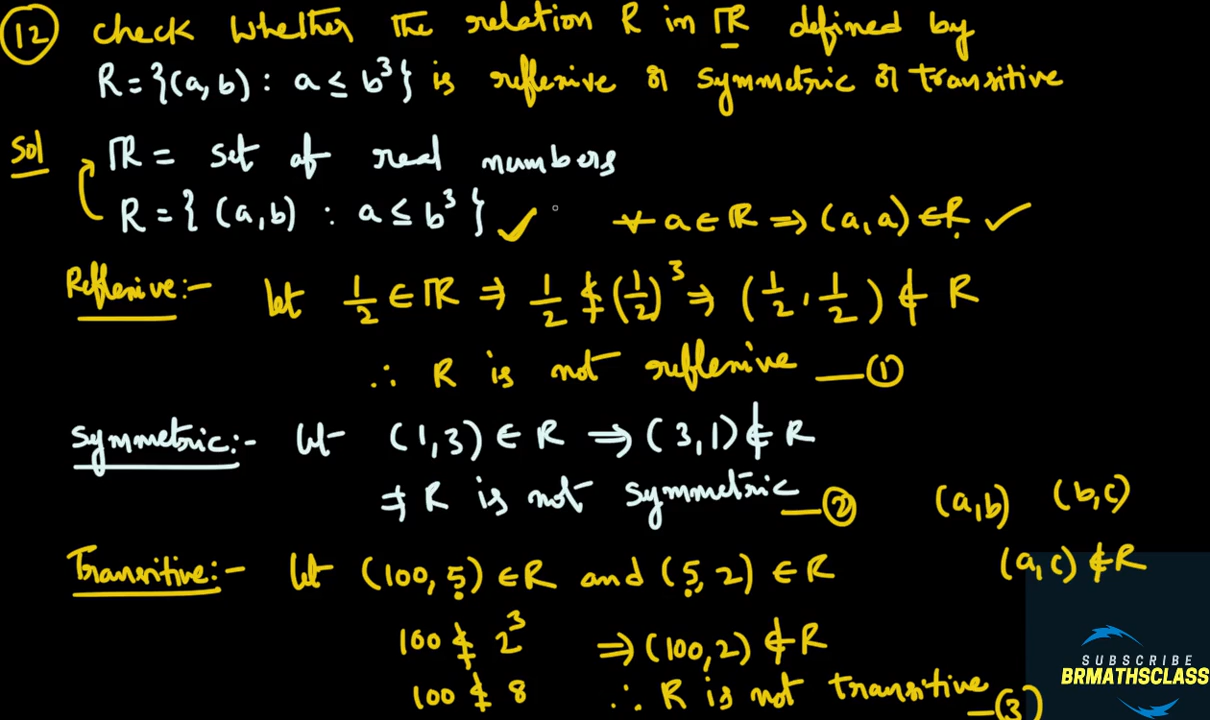 (12) check whether the relation R in ℝ defined by
R = {(a, b) : a ≤ b³} is reflexive or symmetric or transitive
Sol
ℝ = set of real numbers
R = { (a, b) : a ≤ b³ } ✓
∀ a ∈ ℝ ⇒ (a, a) ∈ R ✓
Reflexive:- let 1/2 ∈ ℝ ⇒ 1/2 ≰ (1/2)³ ⇒ (1/2, 1/2) ∉ R
∴ R is not reflexive —(1)
Symmetric:- let (1, 3) ∈ R ⇒ (3, 1) ∉ R
⇒ R is not symmetric —(2)
(a, b) (b, c)
(a, c) ∉ R
Transitive:- let (100, 5) ∈ R and (5, 2) ∈ R
100 ≰ 2³ ⇒ (100, 2) ∉ R
100 ≰ 8 ∴ R is not transitive —(3)
SUBSCRIBE
BRMATHSCLASS